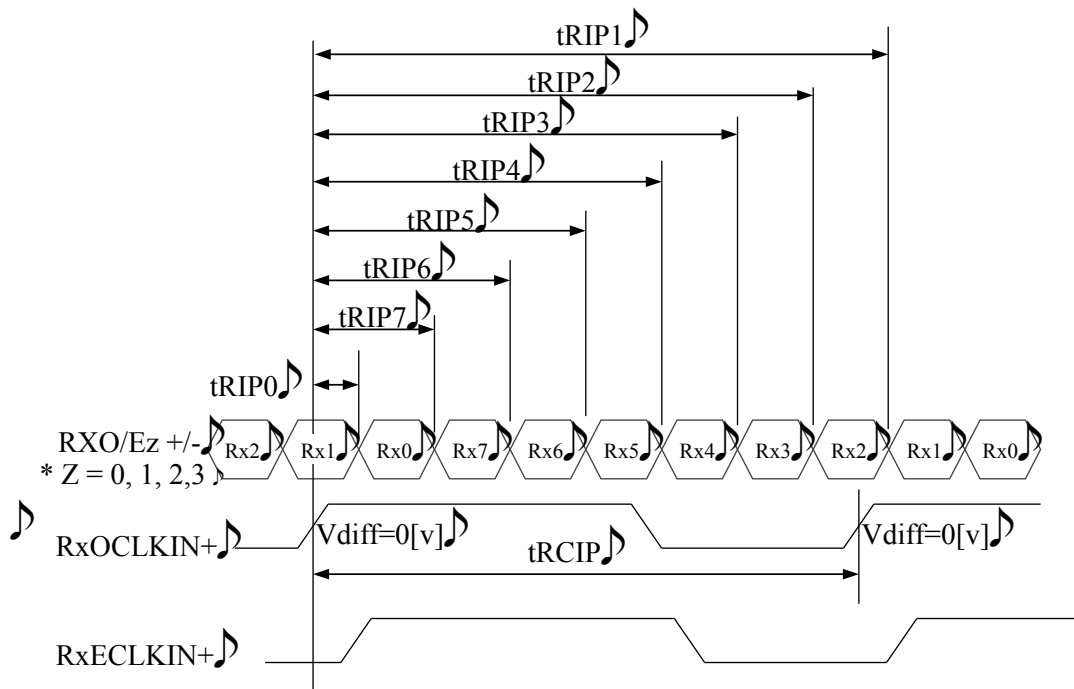 tRIP1♪
tRIP2♪
tRIP3♪
tRIP4♪
tRIP5♪
tRIP6♪
tRIP7♪
tRIP0♪
RXO/Ez +/-♪
Rx2♪ Rx1♪ Rx0♪ Rx7♪ Rx6♪ Rx5♪ Rx4♪ Rx3♪ Rx2♪ Rx1♪ Rx0♪
* Z = 0, 1, 2,3 ♪
♪
RxOCLKIN+♪ Vdiff=0[v]♪ Vdiff=0[v]♪
tRCIP♪
RxECLKIN+♪